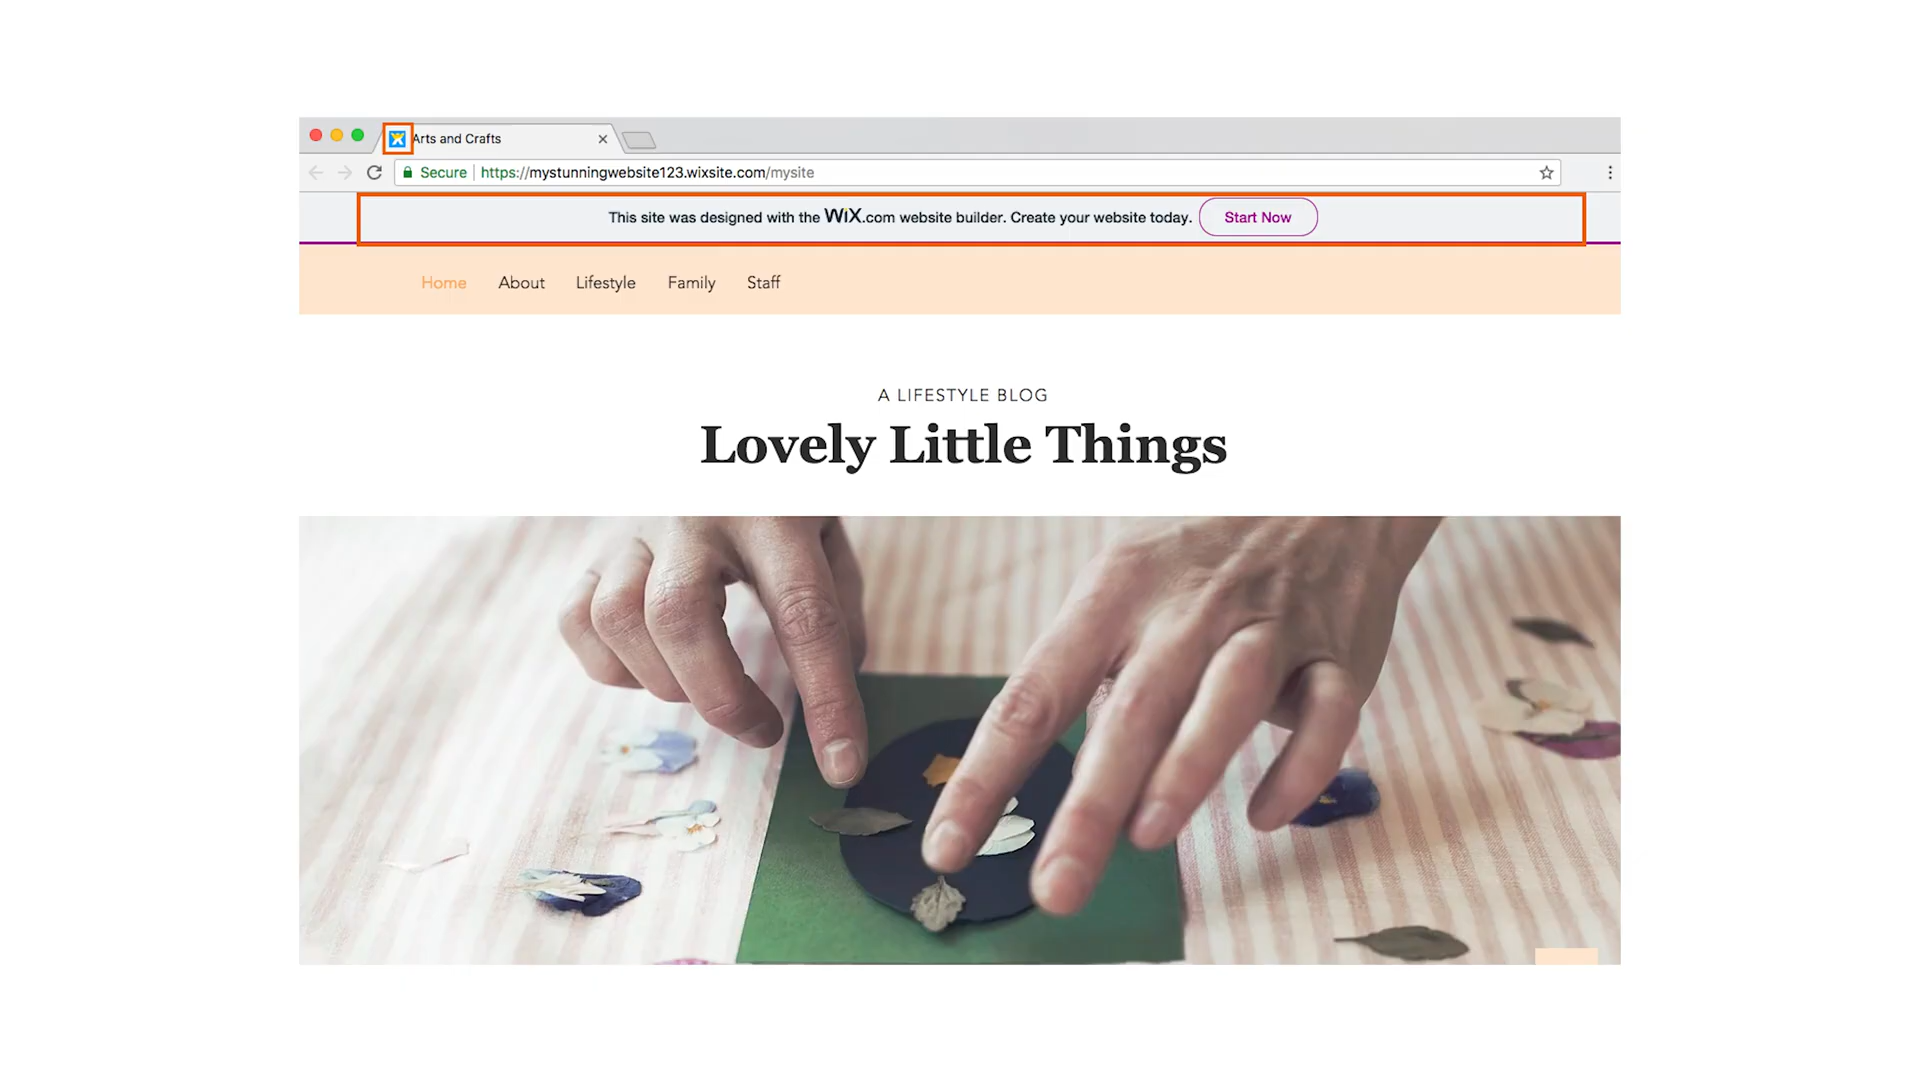 Arts and Crafts
Secure https://mystunningwebsite123.wixsite.com/mysite
This site was designed with the WiX.com website builder. Create your website today. Start Now
Home About Lifestyle Family Staff
A LIFESTYLE BLOG
Lovely Little Things